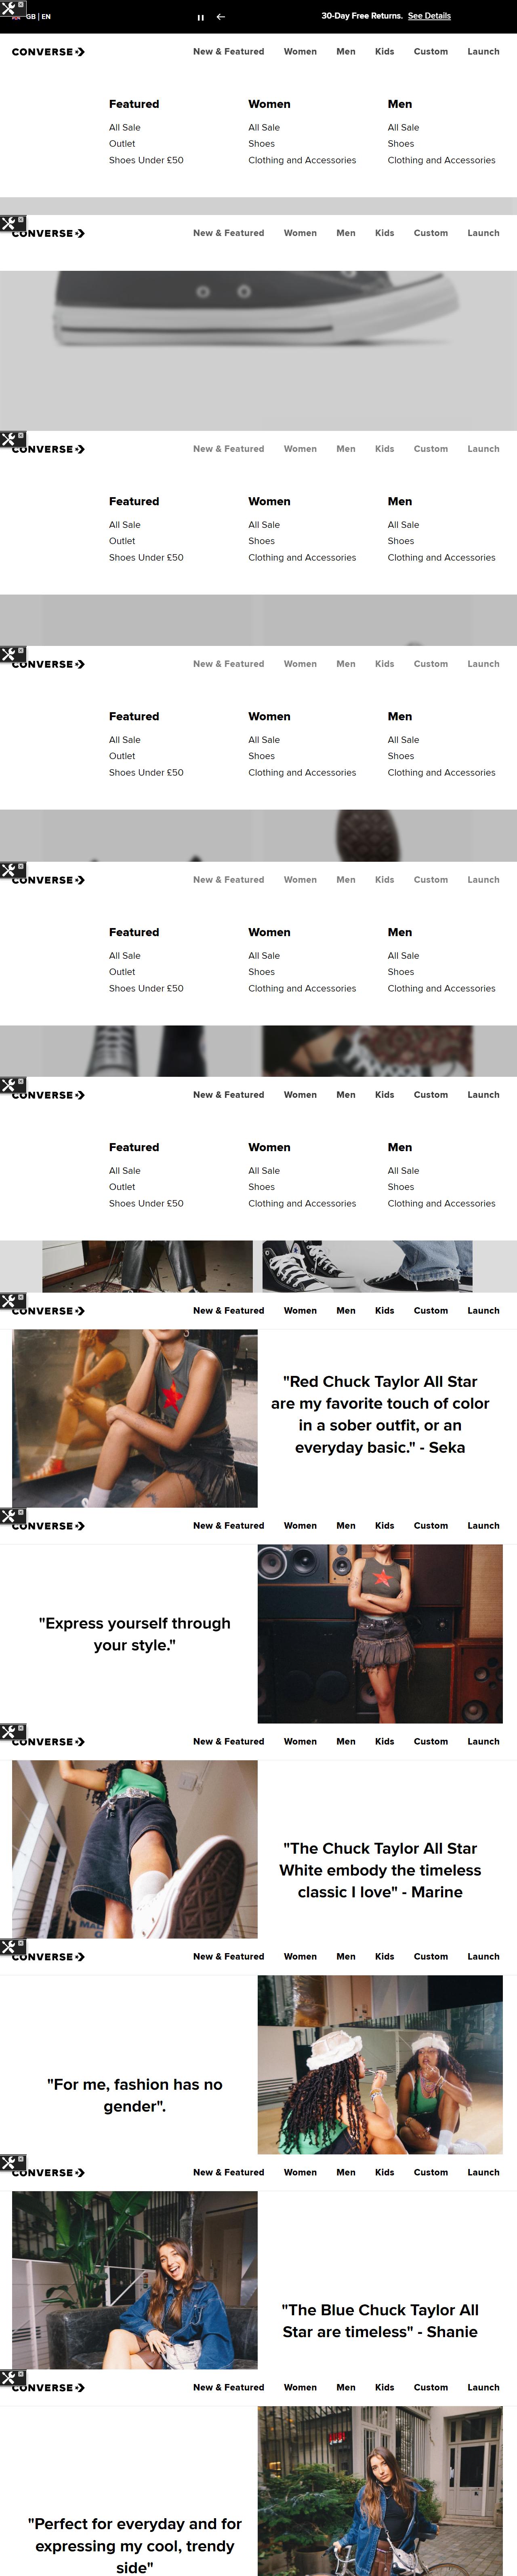 GB | EN
30-Day Free Returns. See Details
CONVERSE
New & Featured Women Men Kids Custom Launch
Featured Women Men
All Sale All Sale All Sale
Outlet Shoes Shoes
Shoes Under £50 Clothing and Accessories Clothing and Accessories
CONVERSE
New & Featured Women Men Kids Custom Launch
CONVERSE
New & Featured Women Men Kids Custom Launch
Featured Women Men
All Sale All Sale All Sale
Outlet Shoes Shoes
Shoes Under £50 Clothing and Accessories Clothing and Accessories
CONVERSE
New & Featured Women Men Kids Custom Launch
Featured Women Men
All Sale All Sale All Sale
Outlet Shoes Shoes
Shoes Under £50 Clothing and Accessories Clothing and Accessories
CONVERSE
New & Featured Women Men Kids Custom Launch
Featured Women Men
All Sale All Sale All Sale
Outlet Shoes Shoes
Shoes Under £50 Clothing and Accessories Clothing and Accessories
CONVERSE
New & Featured Women Men Kids Custom Launch
Featured Women Men
All Sale All Sale All Sale
Outlet Shoes Shoes
Shoes Under £50 Clothing and Accessories Clothing and Accessories
CONVERSE
New & Featured Women Men Kids Custom Launch
"Red Chuck Taylor All Star
are my favorite touch of color
in a sober outfit, or an
everyday basic." - Seka
CONVERSE
New & Featured Women Men Kids Custom Launch
"Express yourself through
your style."
CONVERSE
New & Featured Women Men Kids Custom Launch
"The Chuck Taylor All Star
White embody the timeless
classic I love" - Marine
CONVERSE
New & Featured Women Men Kids Custom Launch
"For me, fashion has no
gender".
CONVERSE
New & Featured Women Men Kids Custom Launch
"The Blue Chuck Taylor All
Star are timeless" - Shanie
CONVERSE
New & Featured Women Men Kids Custom Launch
"Perfect for everyday and for
expressing my cool, trendy
side"